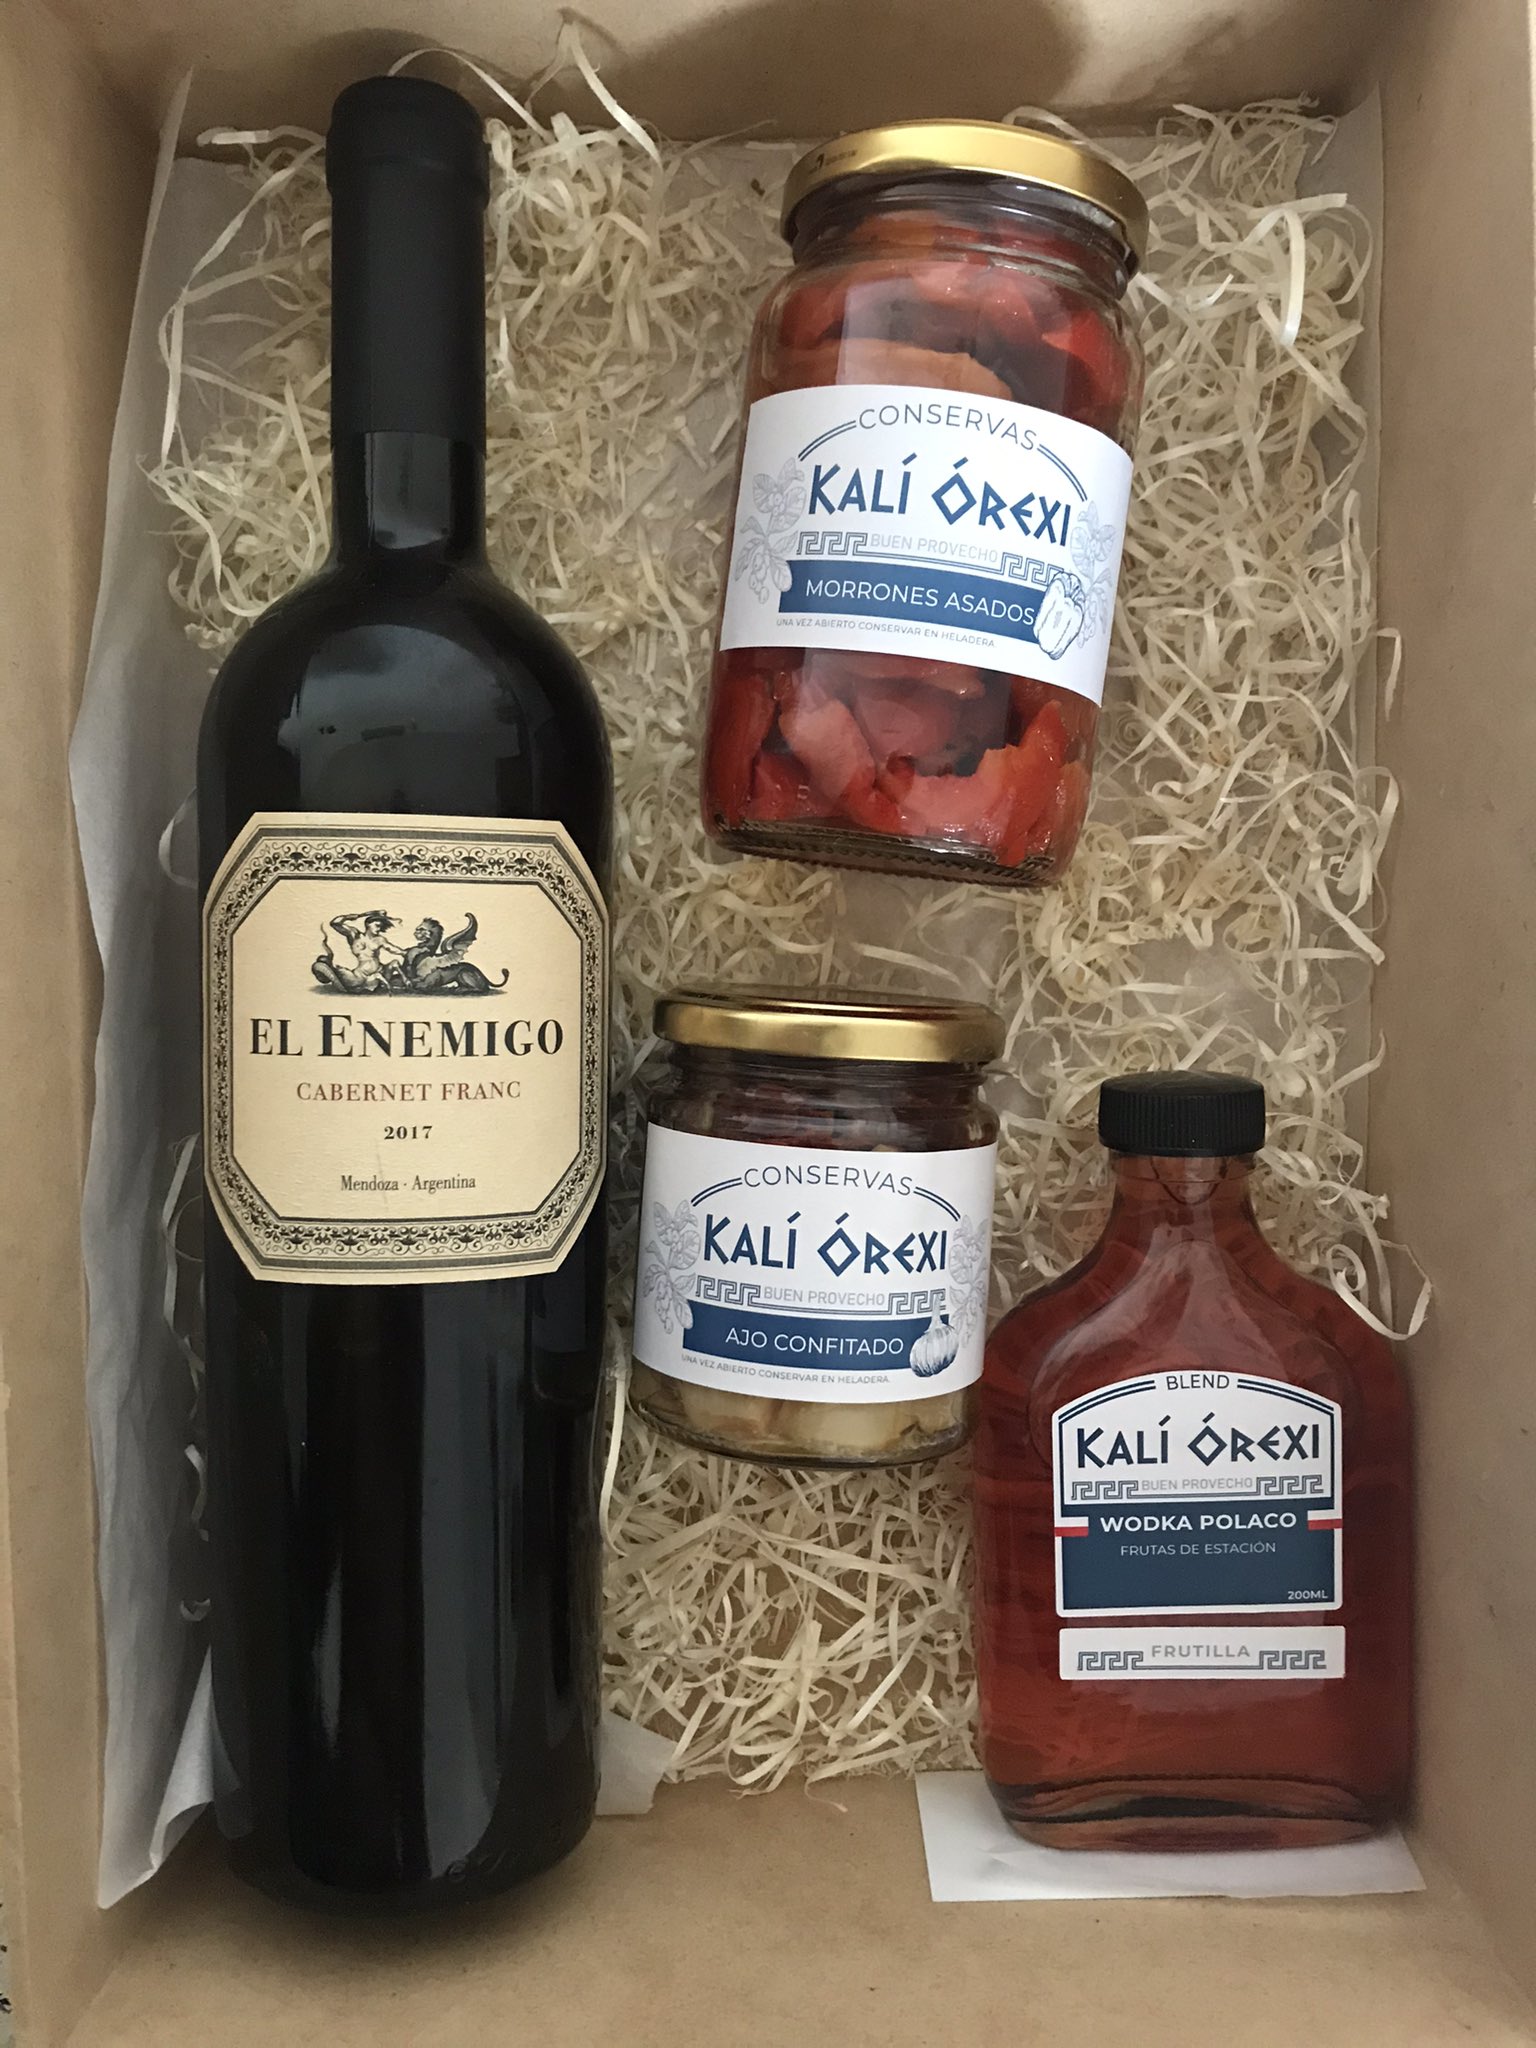 EL ENEMIGO
CABERNET FRANC
2017
Mendoza · Argentina
CONSERVAS
KALÍ ÓREXI
BUEN PROVECHO
MORRONES ASADOS
UNA VEZ ABIERTO CONSERVAR EN HELADERA.
CONSERVAS
KALÍ ÓREXI
BUEN PROVECHO
AJO CONFITADO
UNA VEZ ABIERTO CONSERVAR EN HELADERA.
BLEND
KALÍ ÓREXI
BUEN PROVECHO
WODKA POLACO
FRUTAS DE ESTACIÓN
200ML
FRUTILLA